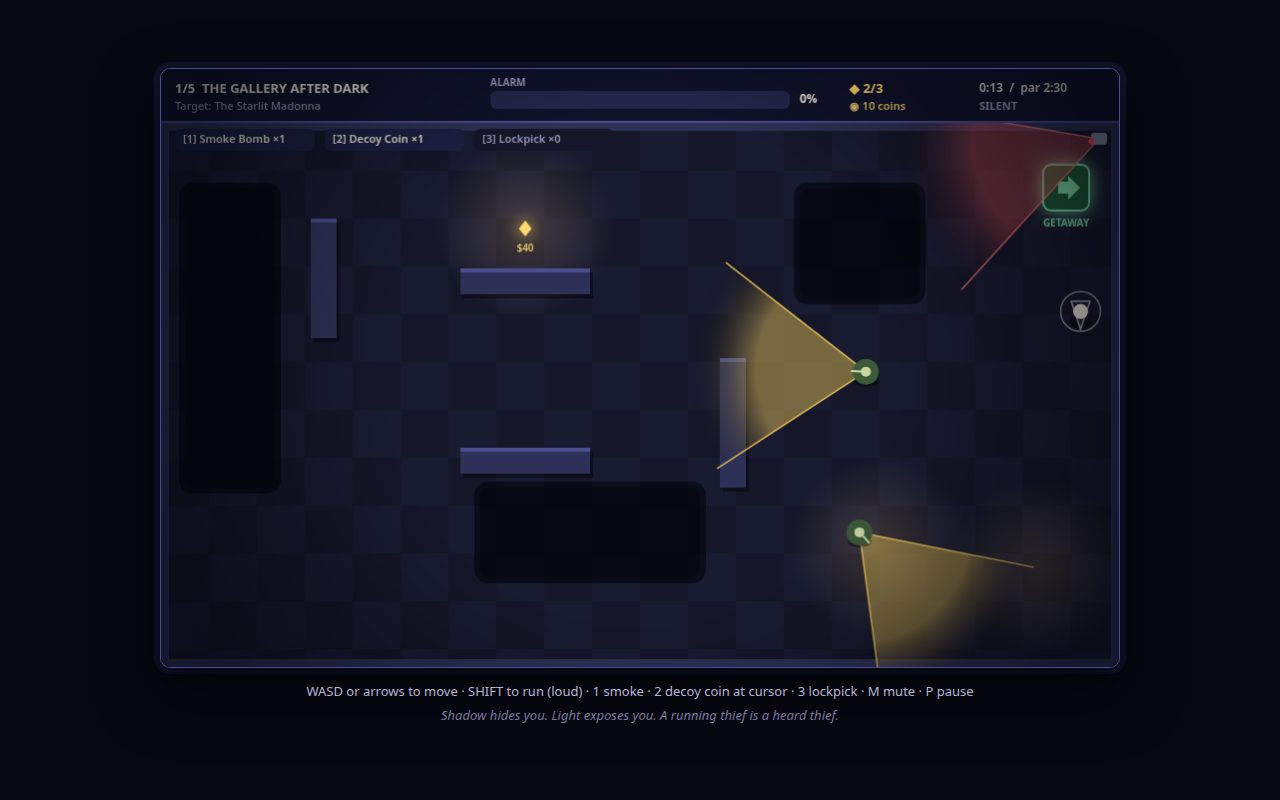 1/5 THE GALLERY AFTER DARK
Target: The Starlit Madonna
ALARM
0%
◆ 2/3
◉ 10 coins
0:13 / par 2:30
SILENT
[1] Smoke Bomb ×1
[2] Decoy Coin ×1
[3] Lockpick ×0
$40
GETAWAY
WASD or arrows to move · SHIFT to run (loud) · 1 smoke · 2 decoy coin at cursor · 3 lockpick · M mute · P pause
Shadow hides you. Light exposes you. A running thief is a heard thief.